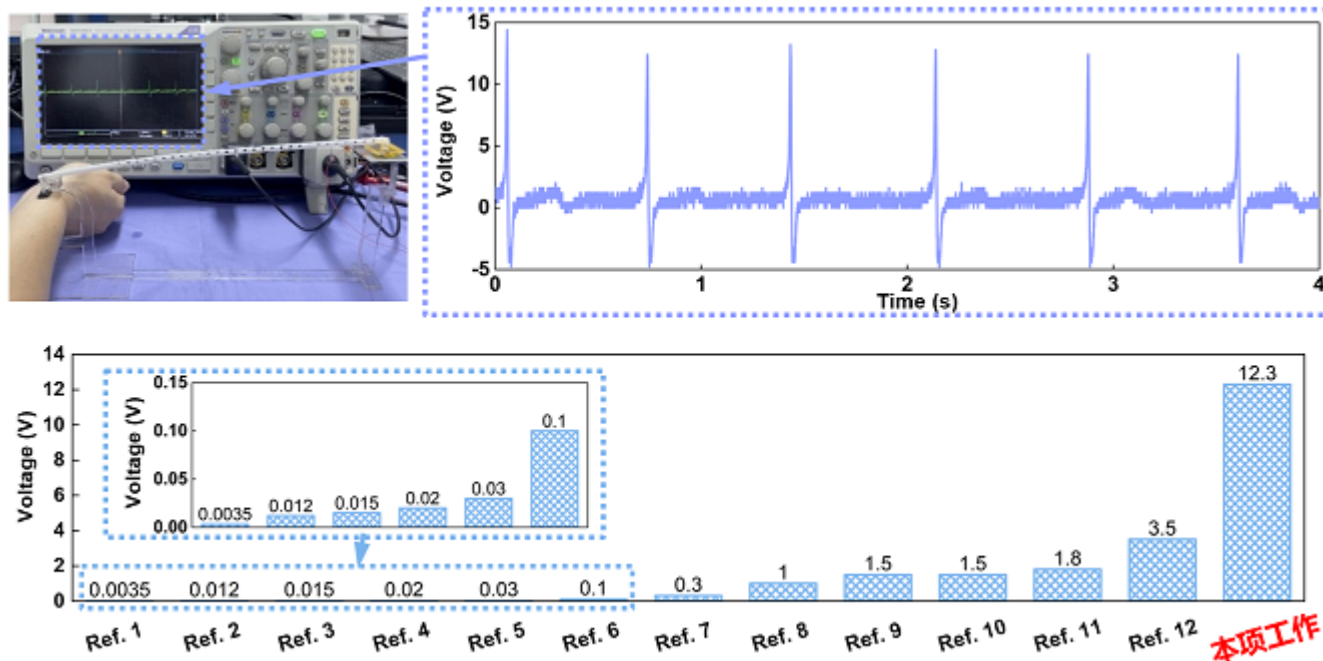 15
10
5
0
-5
Voltage (V)
0 1 2 3 4
Time (s)
14
12
10
8
6
4
2
0
Voltage (V)
0.15
0.10
0.05
0.00
Voltage (V)
0.0035 0.012 0.015 0.02 0.03 0.1
0.0035 0.012 0.015 0.02 0.03 0.1 0.3 1 1.5 1.5 1.8 3.5 12.3
Ref. 1 Ref. 2 Ref. 3 Ref. 4 Ref. 5 Ref. 6 Ref. 7 Ref. 8 Ref. 9 Ref. 10 Ref. 11 Ref. 12 本项工作